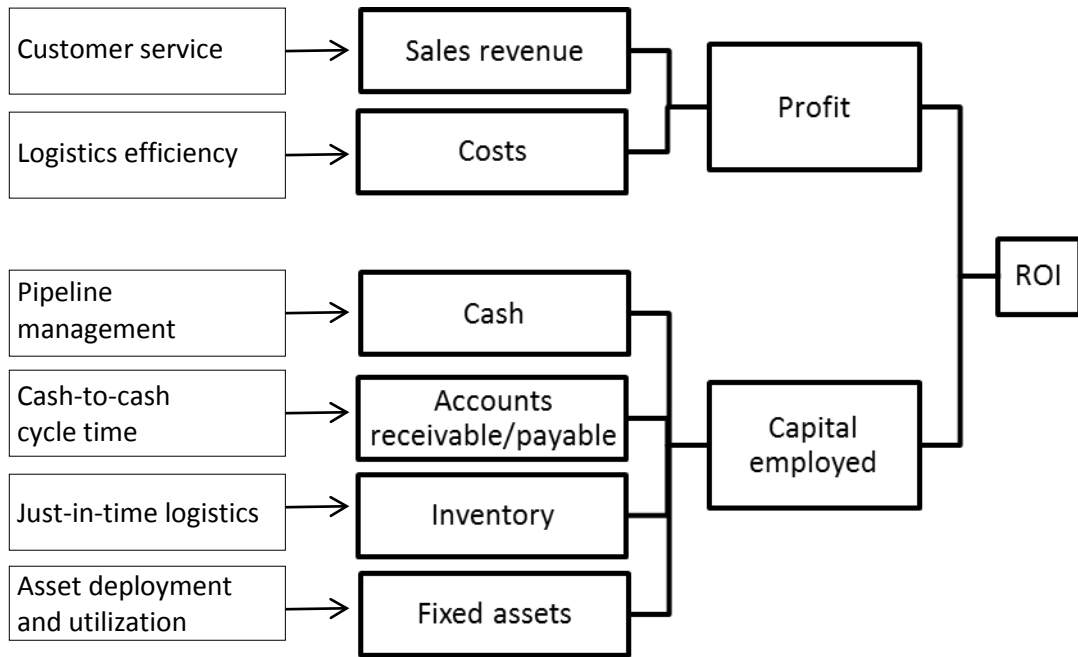 Customer service
Sales revenue
Profit
Logistics efficiency
Costs
ROI
Pipeline
management
Cash
Cash-to-cash
cycle time
Accounts
receivable/payable
Capital
employed
Just-in-time logistics
Inventory
Asset deployment
and utilization
Fixed assets